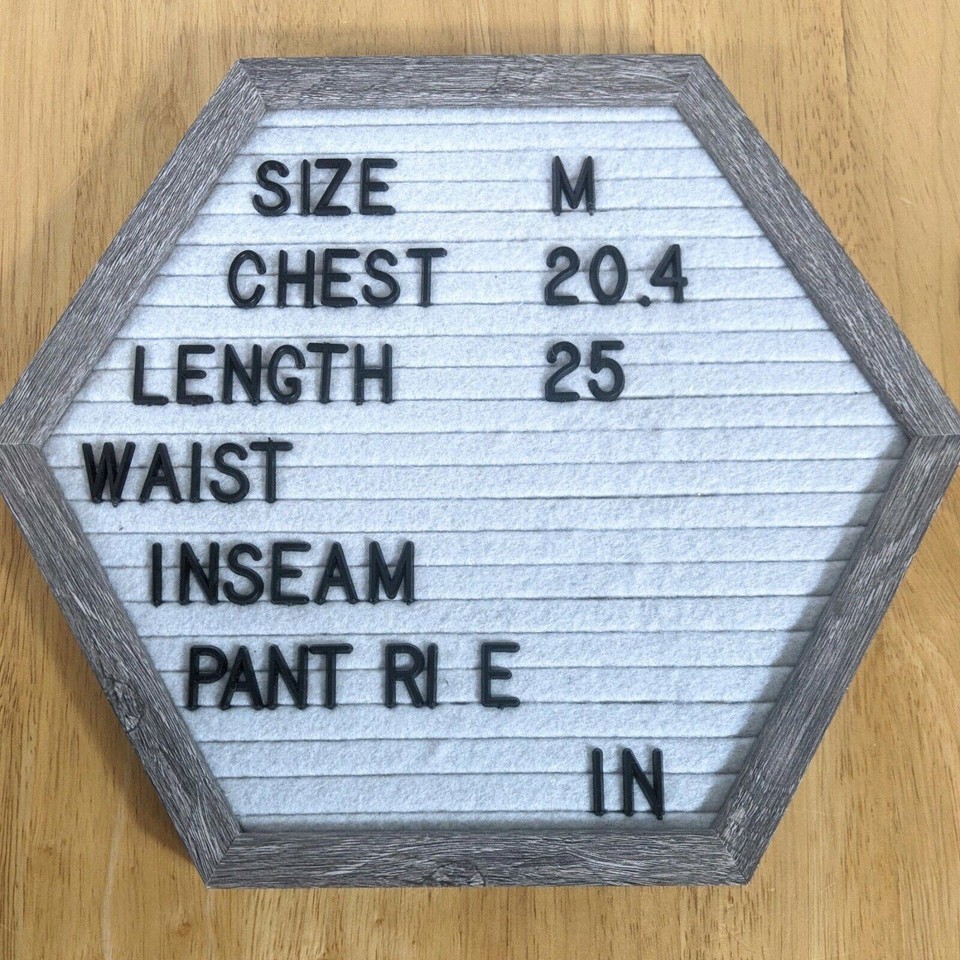 SIZE M
CHEST 20.4
LENGTH 25
WAIST
INSEAM
PANT RI E
IN